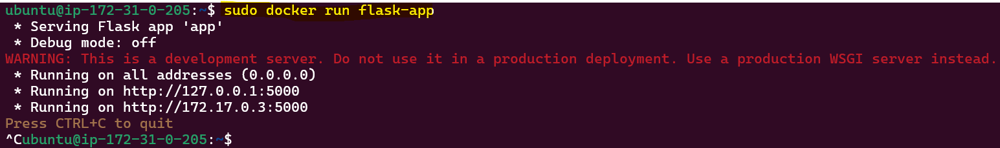 ubuntu@ip-172-31-0-205:~$ sudo docker run flask-app
 * Serving Flask app 'app'
 * Debug mode: off
WARNING: This is a development server. Do not use it in a production deployment. Use a production WSGI server instead.
 * Running on all addresses (0.0.0.0)
 * Running on http://127.0.0.1:5000
 * Running on http://172.17.0.3:5000
Press CTRL+C to quit
^Cubuntu@ip-172-31-0-205:~$